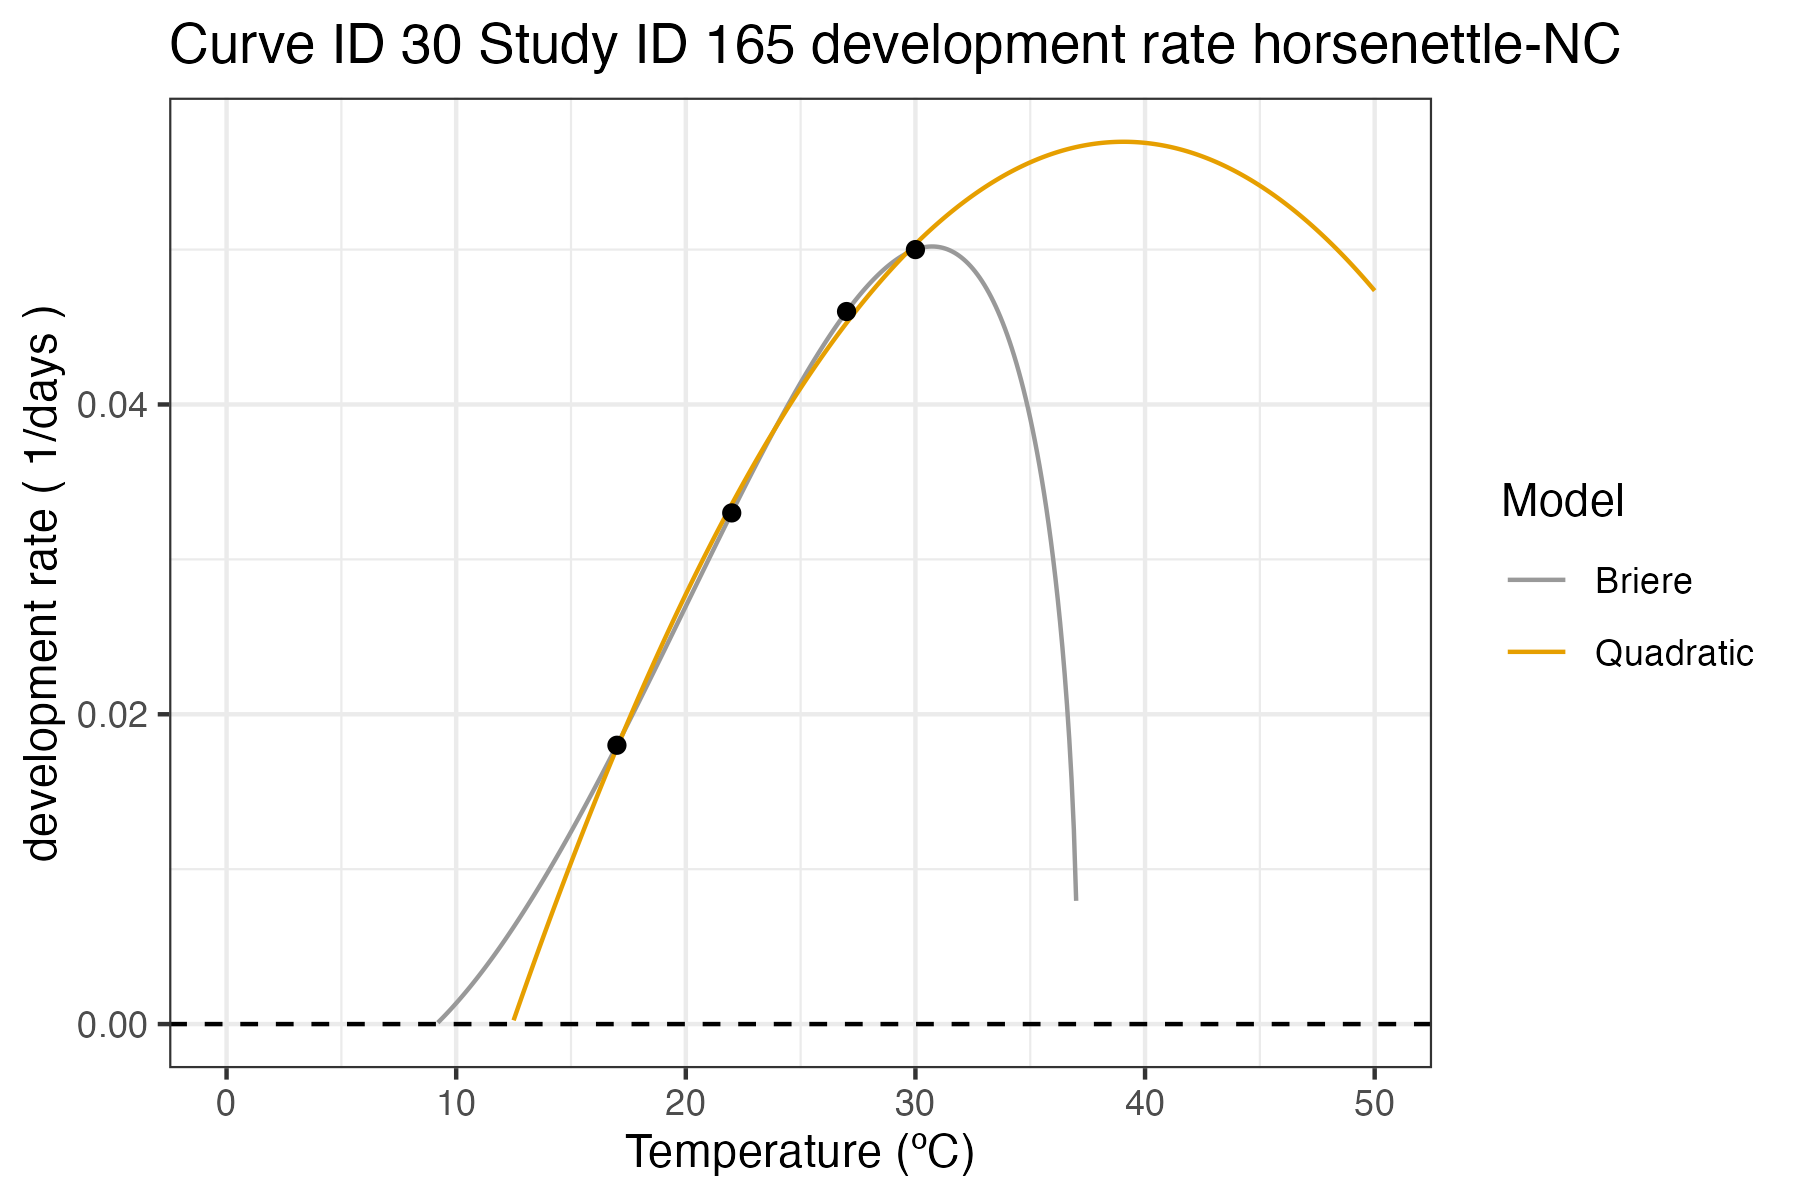 Curve ID 30 Study ID 165 development rate horsenettle-NC
development rate ( 1/days )
0.04
0.02
0.00
0 10 20 30 40 50
Temperature (ºC)
Model
Briere
Quadratic